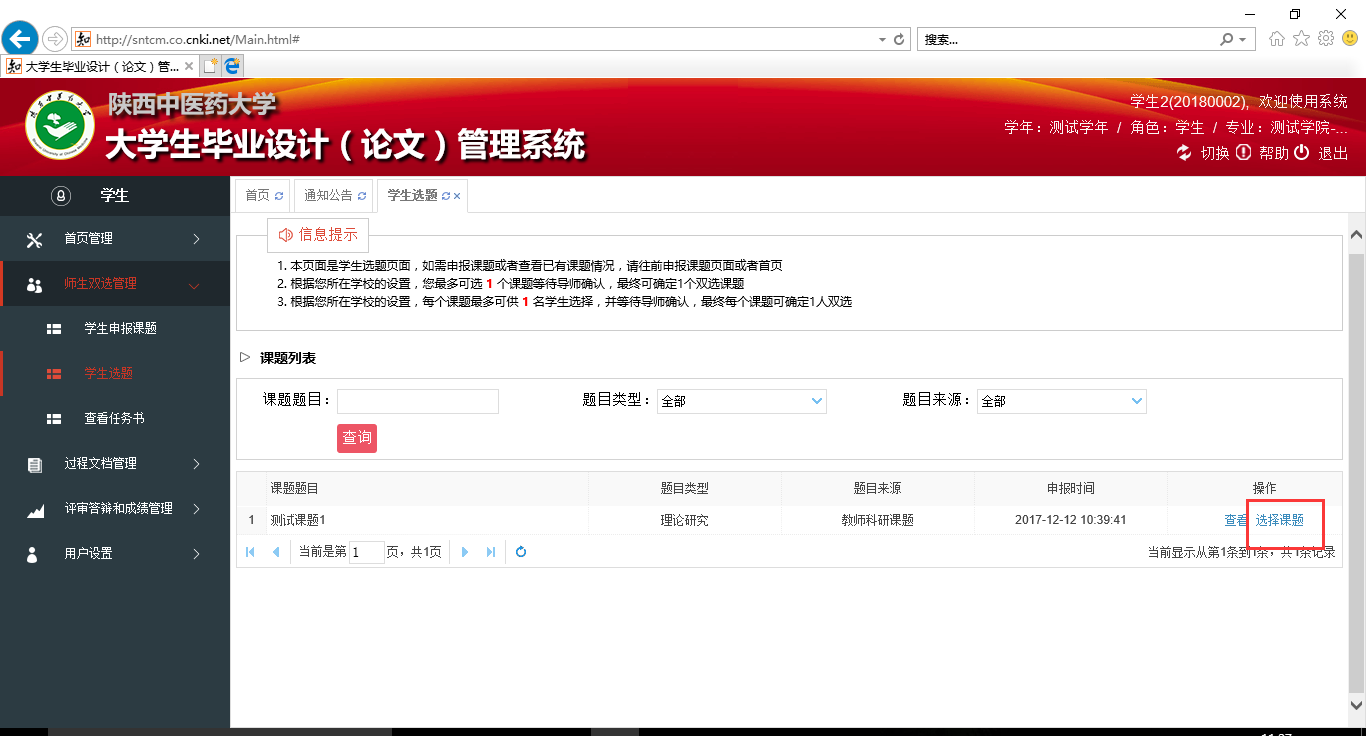 http://sntcm.co.cnki.net/Main.html#
搜索...
大学生毕业设计（论文）管...
陕西中医药大学
大学生毕业设计（论文）管理系统
学生2(20180002), 欢迎使用系统
学年：测试学年 / 角色：学生 / 专业：测试学院-...
切换 帮助 退出
学生
首页管理
师生双选管理
学生申报课题
学生选题
查看任务书
过程文档管理
评审答辩和成绩管理
用户设置
首页 通知公告 学生选题
信息提示
1. 本页面是学生选题页面，如需申报课题或者查看已有课题情况，请往前申报课题页面或者首页
2. 根据您所在学校的设置，您最多可选 1 个课题等待导师确认，最终可确定1个双选课题
3. 根据您所在学校的设置，每个课题最多可供 1 名学生选择，并等待导师确认，最终每个课题可确定1人双选
课题列表
课题题目： 题目类型：全部 题目来源：全部
查询
课题题目 题目类型 题目来源 申报时间 操作
1 测试课题1 理论研究 教师科研课题 2017-12-12 10:39:41 查看 选择课题
当前是第 1 页，共1页 当前显示从第1条到1条，共1条记录